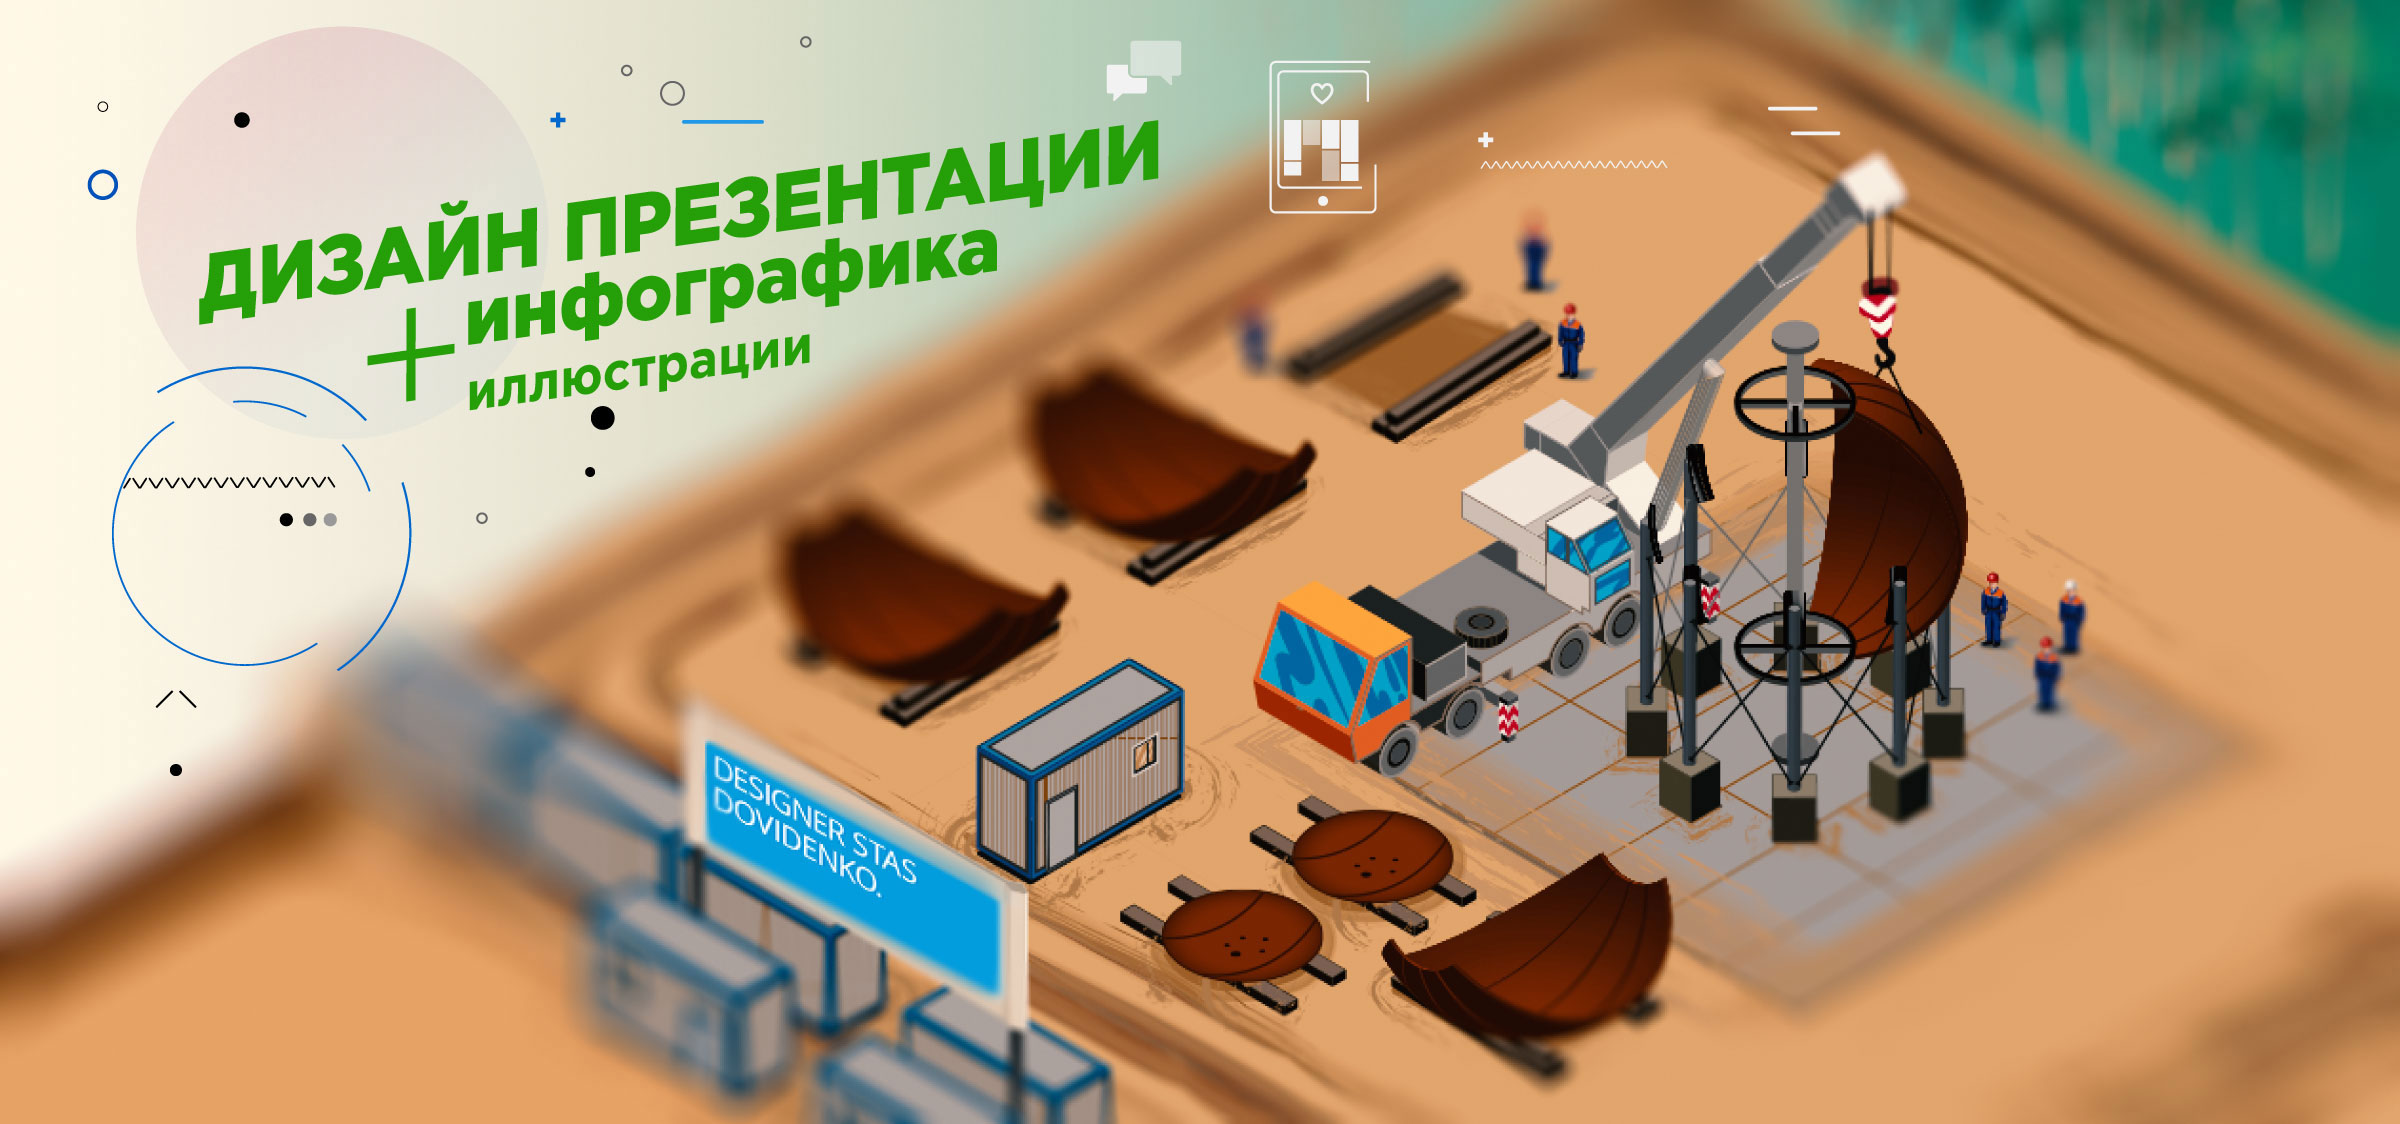 ДИЗАЙН ПРЕЗЕНТАЦИИ
+инфографика
иллюстрации
DESIGNER STAS
DOVIDENKO.